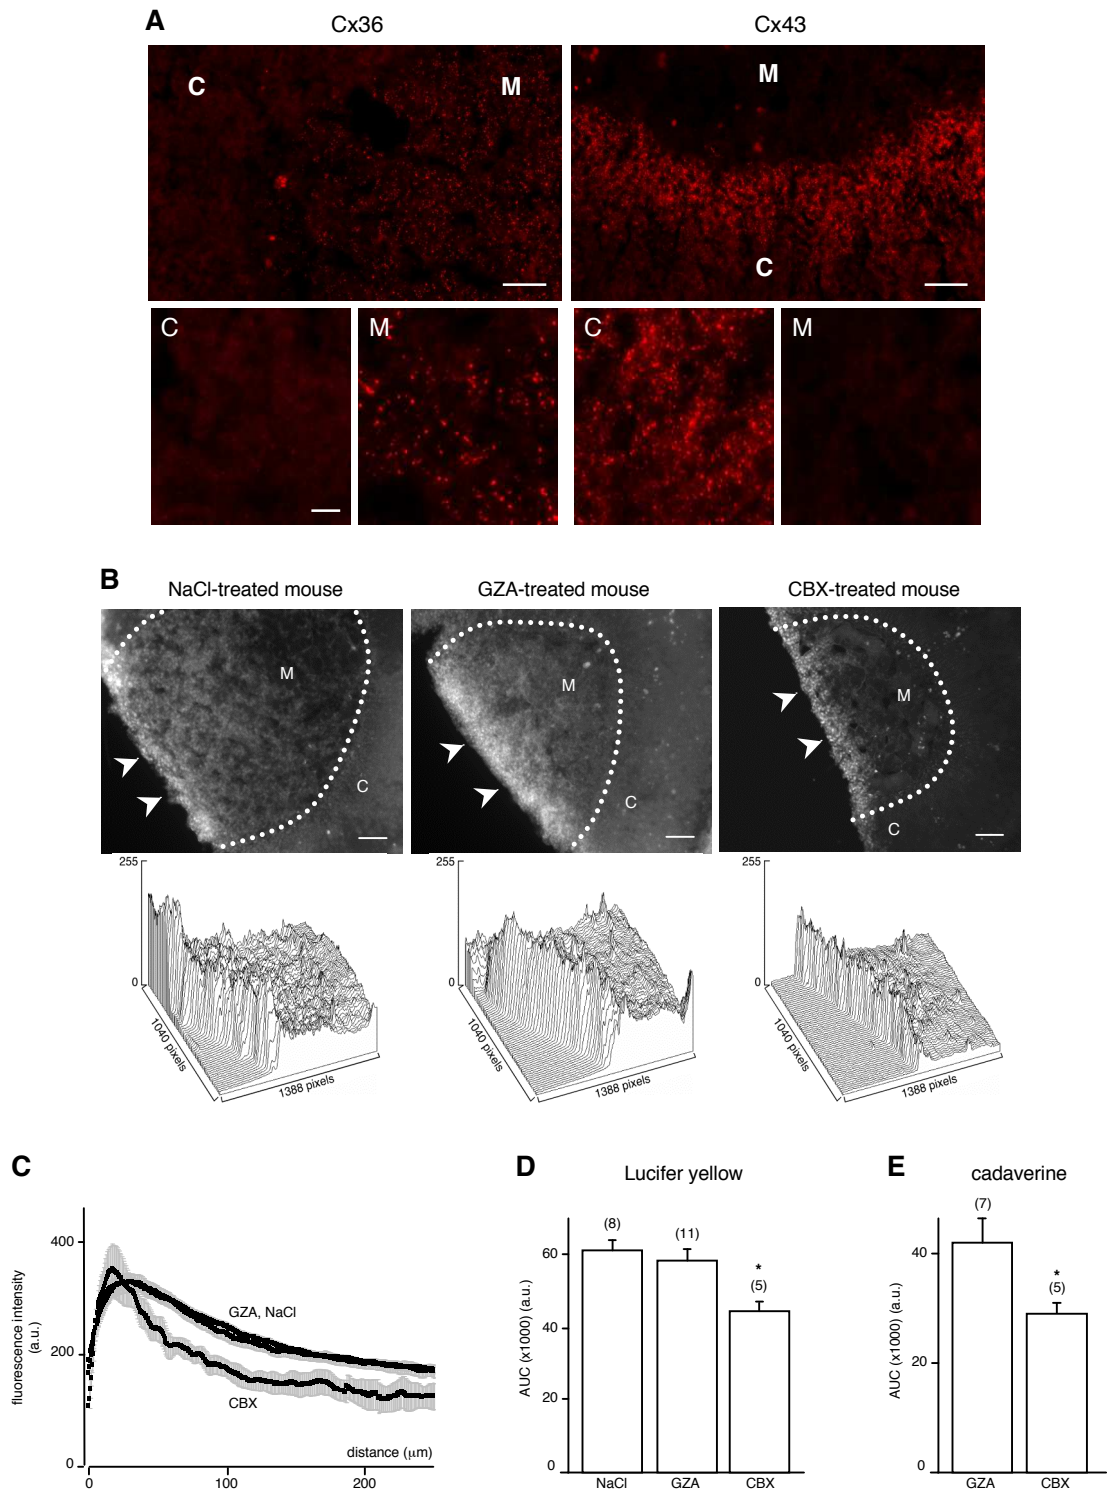 A
Cx36
Cx43
C
M
M
C
C
M
C
M
B
NaCl-treated mouse
GZA-treated mouse
CBX-treated mouse
M
C
M
C
M
C
255
0
1040 pixels
1388 pixels
255
0
1040 pixels
1388 pixels
255
0
1040 pixels
1388 pixels
C
fluorescence intensity
(a.u.)
400
200
0
GZA, NaCl
CBX
distance (μm)
0
100
200
D
Lucifer yellow
AUC (x1000) (a.u.)
60
40
20
0
(8)
(11)
*
(5)
NaCl
GZA
CBX
E
cadaverine
AUC (x1000) (a.u.)
40
20
0
(7)
*
(5)
GZA
CBX